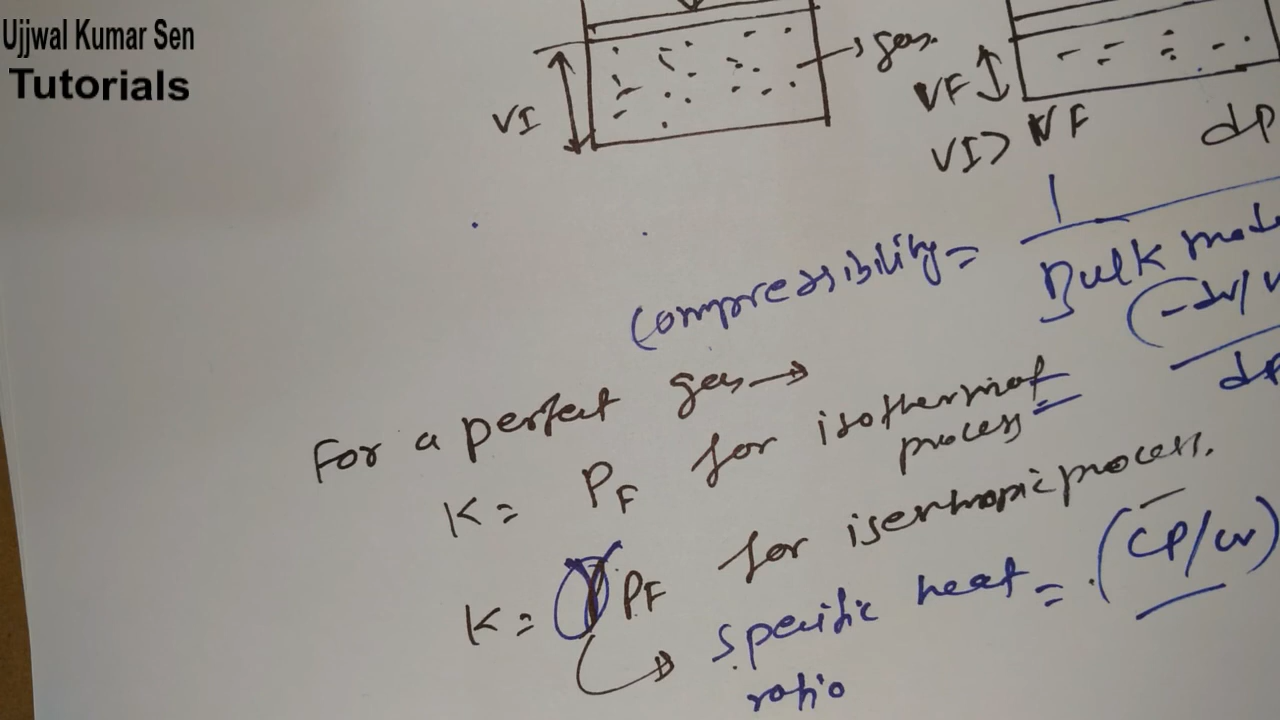 Ujjwal Kumar Sen
Tutorials
VI
gas
VF
VI > VF
dp
compressibility = 1
Bulk mod
(-dv/v
dp
For a perfect gas →
K = PF for isothermal
process
K = γ PF for isentropic process.
specific heat = (CP/CV)
ratio